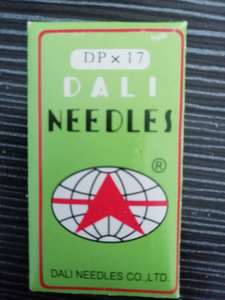 DP x 17
DALI
NEEDLES
®
DALI NEEDLES CO.,LTD.